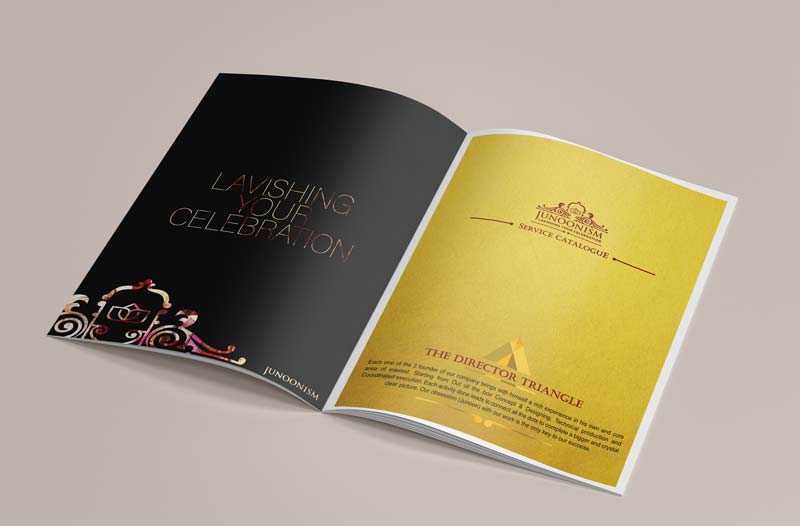 LAVISHING
YOUR
CELEBRATION
JUNOONISM
JUNOONISM
LAVISHING YOUR CELEBRATION
SERVICE CATALOGUE
THE DIRECTOR TRIANGLE
Each one of the 3 founder of our company brings with himself a rich experience in his own and core
area of interest. Starting from Out of the box Concept & Designing, Technical production and
Coordinated execution. Each activity done leads to connect all the dots to complete a bigger and crystal
clear picture. Our obsession (Junoon) with our work is the only key to our success.